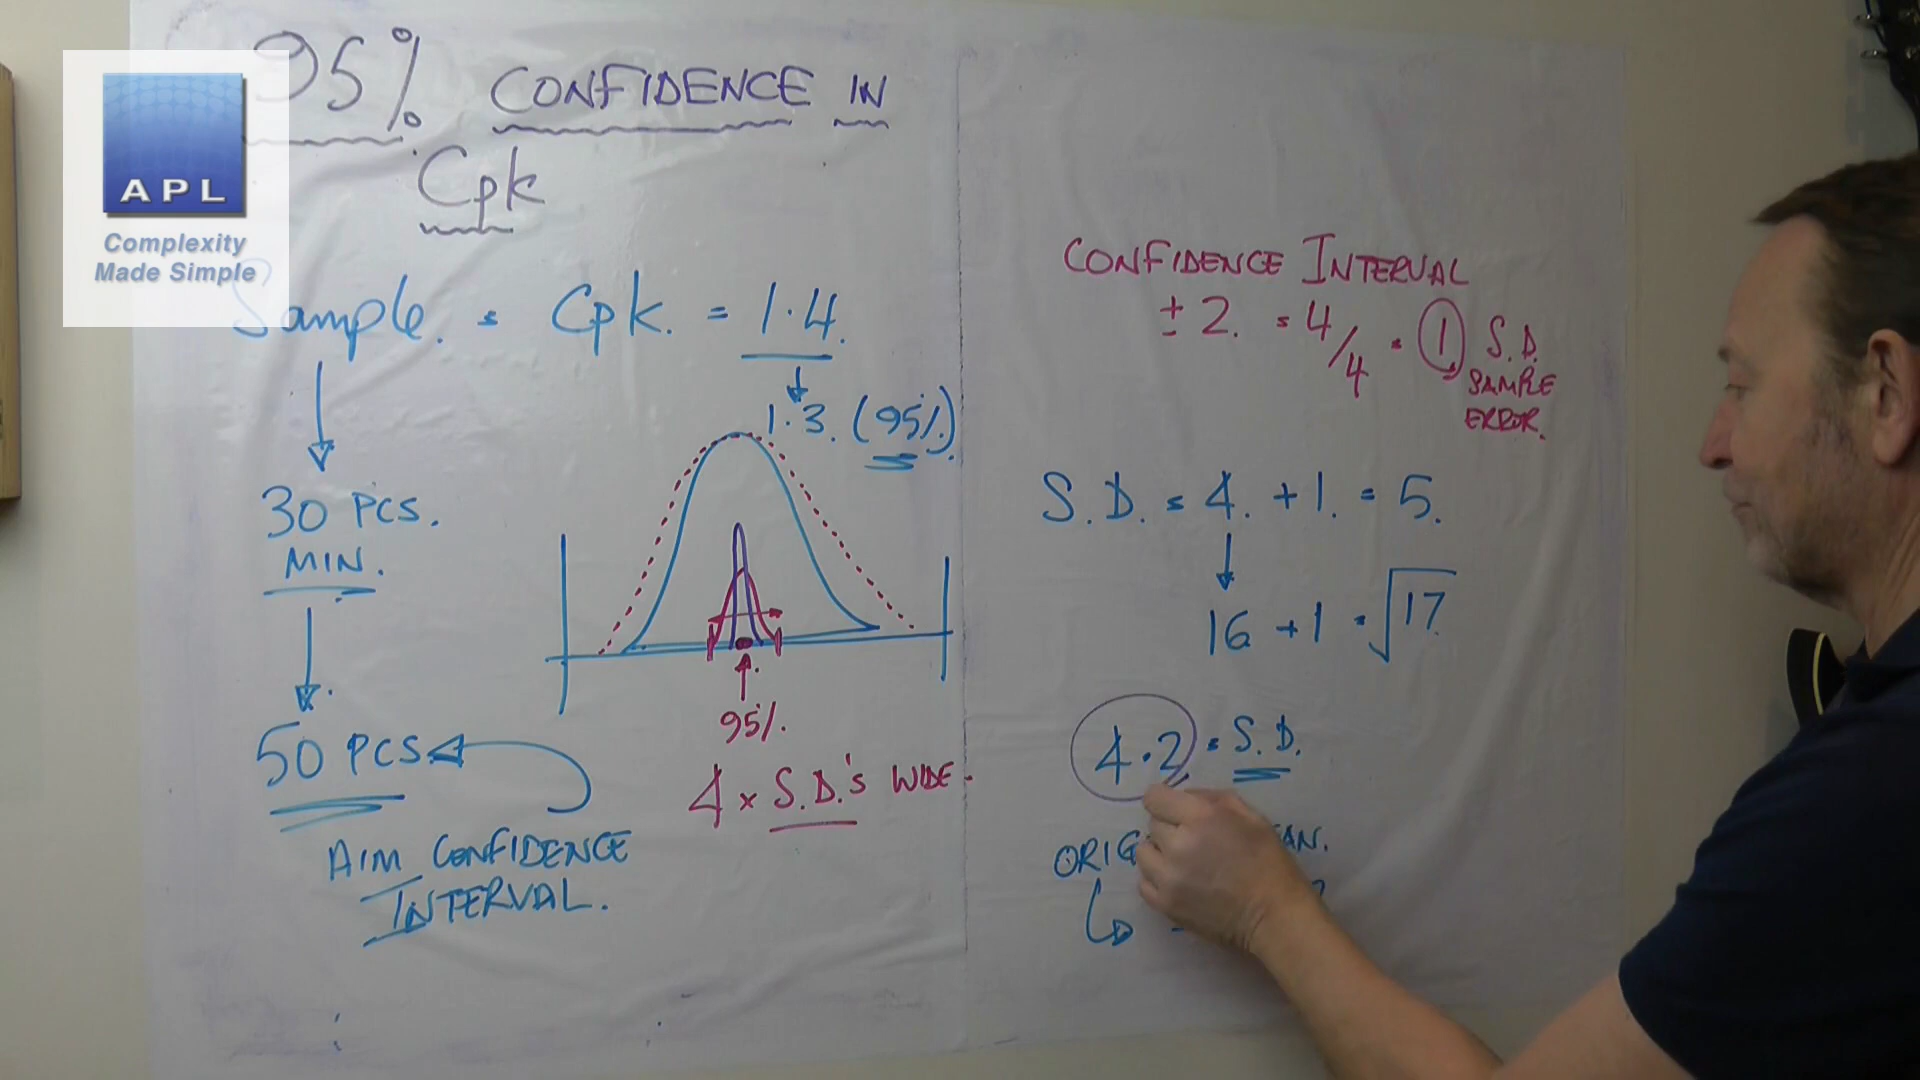 95% CONFIDENCE IN
Cpk
APL
Complexity
Made Simple
Sample = Cpk. = 1.4.
1.3. (95%)
30 PCS.
MIN.
50 PCS
AIM CONFIDENCE
INTERVAL.
95%.
4 x S.D.'s WIDE.
CONFIDENCE INTERVAL
± 2. = 4/4 = 1 S.D.
SAMPLE
ERROR.
S.D. = 4. + 1. = 5.
16 + 1 = √17
4.2 = S.D.